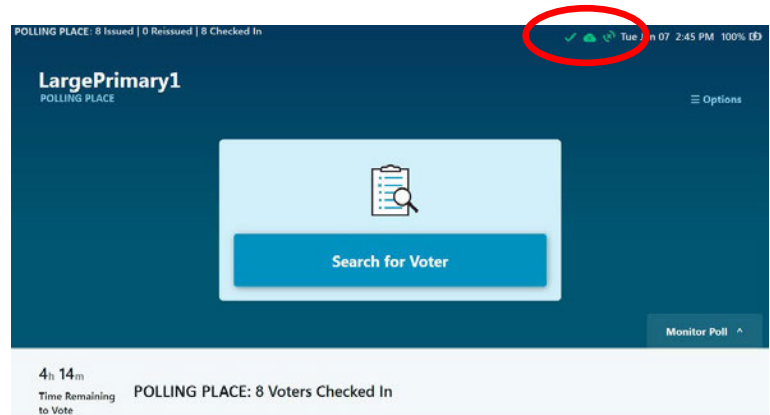 POLLING PLACE: 8 Issued | 0 Reissued | 8 Checked In
Tue 07 2:45 PM 100%
LargePrimary1
POLLING PLACE
Options
Search for Voter
Monitor Poll ^
4h 14m
Time Remaining
to Vote
POLLING PLACE: 8 Voters Checked In